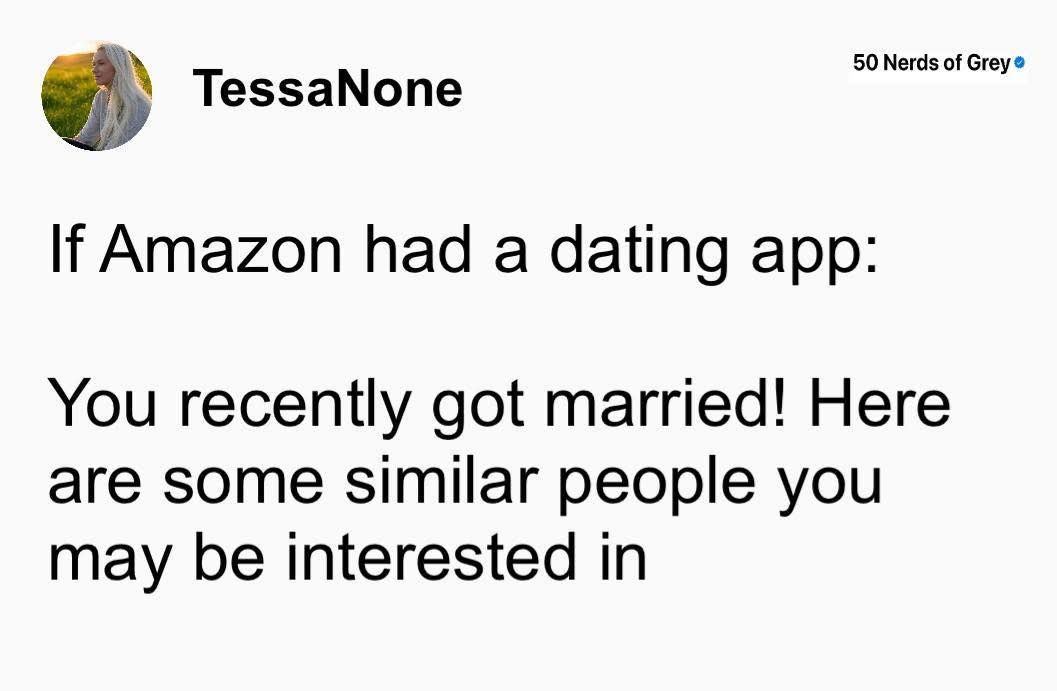 TessaNone
50 Nerds of Grey
If Amazon had a dating app:
You recently got married! Here
are some similar people you
may be interested in